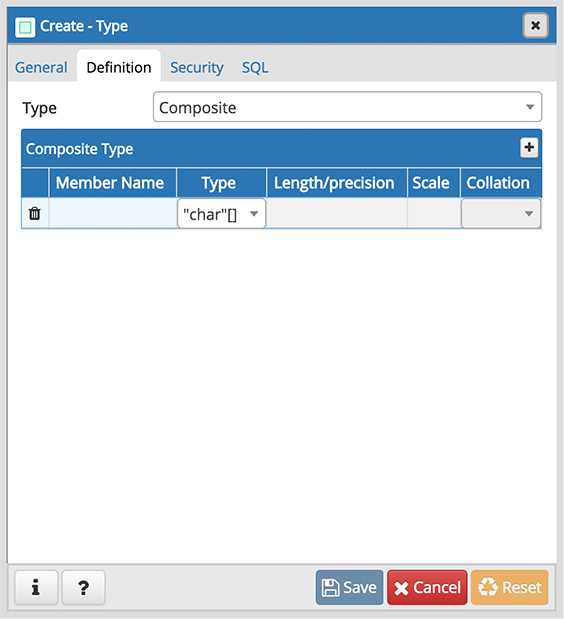 Create - Type
General Definition Security SQL
Type Composite
Composite Type
Member Name Type Length/precision Scale Collation
"char"[]
i ? Save Cancel Reset